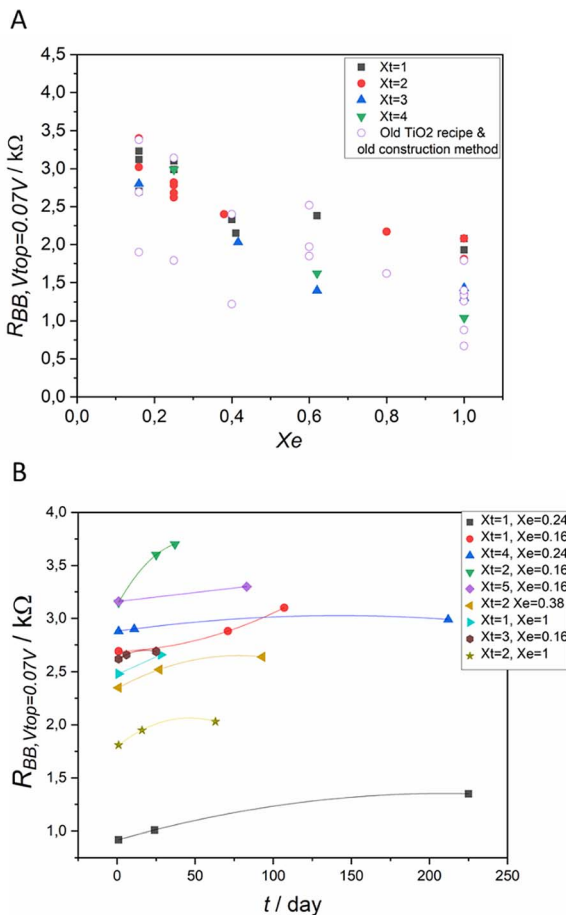 A
4,5
4,0
3,5
3,0
2,5
2,0
1,5
1,0
0,5
0,0
R_BB,Vtop=0.07V / kΩ
0,0 0,2 0,4 0,6 0,8 1,0
Xe
Xt=1
Xt=2
Xt=3
Xt=4
Old TiO2 recipe &
old construction method
B
4,0
3,5
3,0
2,5
2,0
1,5
1,0
R_BB,Vtop=0.07V / kΩ
0 50 100 150 200 250
t / day
Xt=1, Xe=0.24
Xt=1, Xe=0.16
Xt=4, Xe=0.24
Xt=2, Xe=0.16
Xt=5, Xe=0.16
Xt=2 Xe=0.38
Xt=1, Xe=1
Xt=3, Xe=0.16
Xt=2, Xe=1